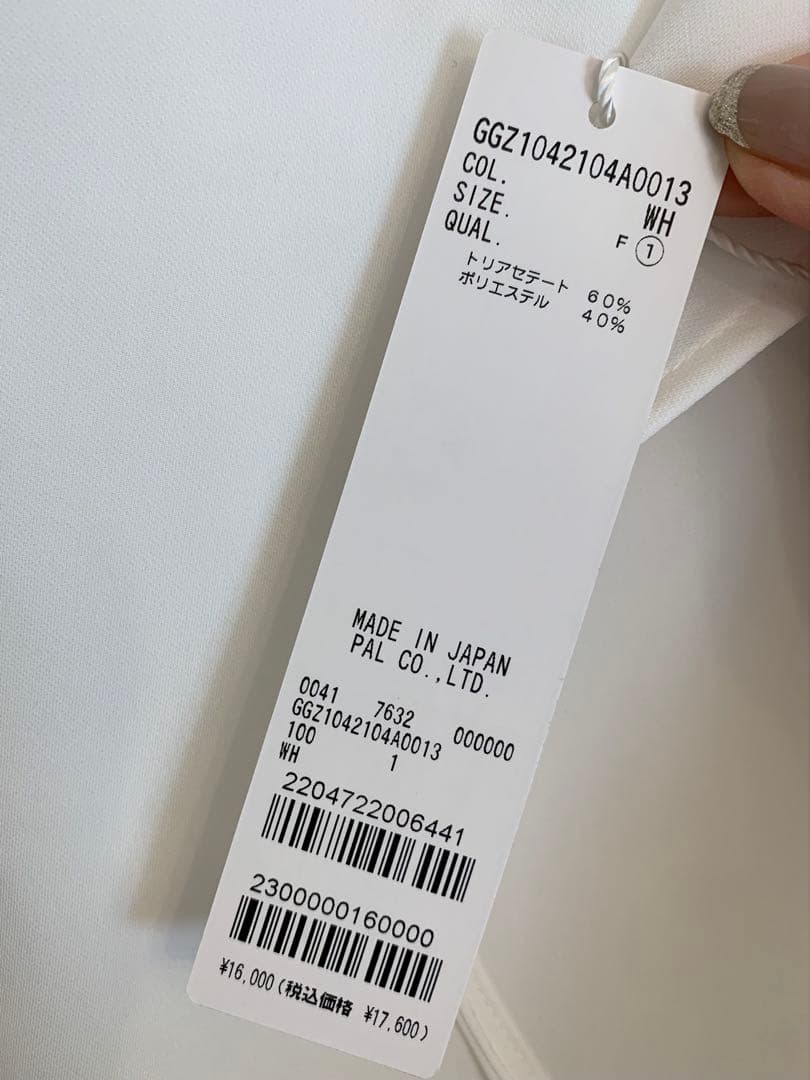 GGZ1042104A0013
COL. WH
SIZE. F ①
QUAL.
トリアセテート 60%
ポリエステル 40%
MADE IN JAPAN
PAL CO.,LTD.
0041 7632 000000
GGZ1042104A0013
100 1
WH
2204722006441
2300000160000
¥16,000(税込価格 ¥17,600)